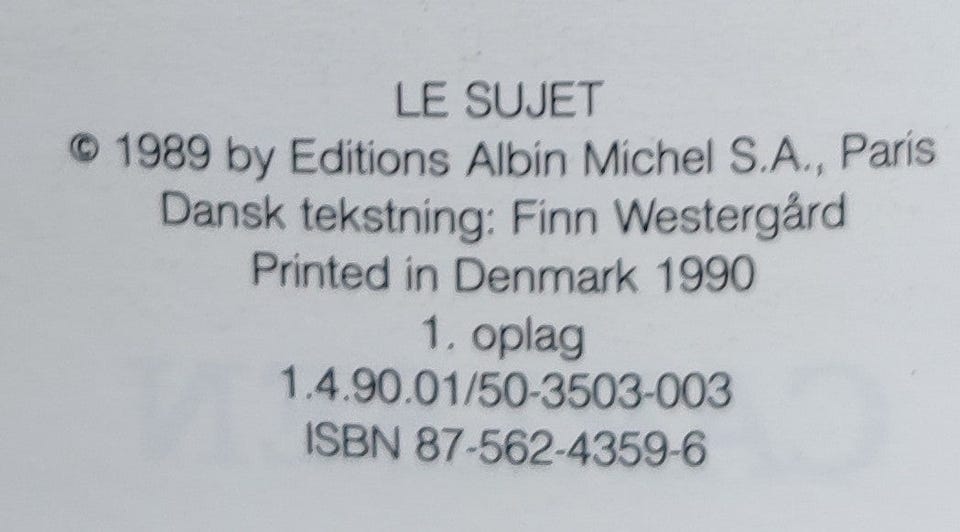 LE SUJET
© 1989 by Editions Albin Michel S.A., Paris
Dansk tekstning: Finn Westergård
Printed in Denmark 1990
1. oplag
1.4.90.01/50-3503-003
ISBN 87-562-4359-6